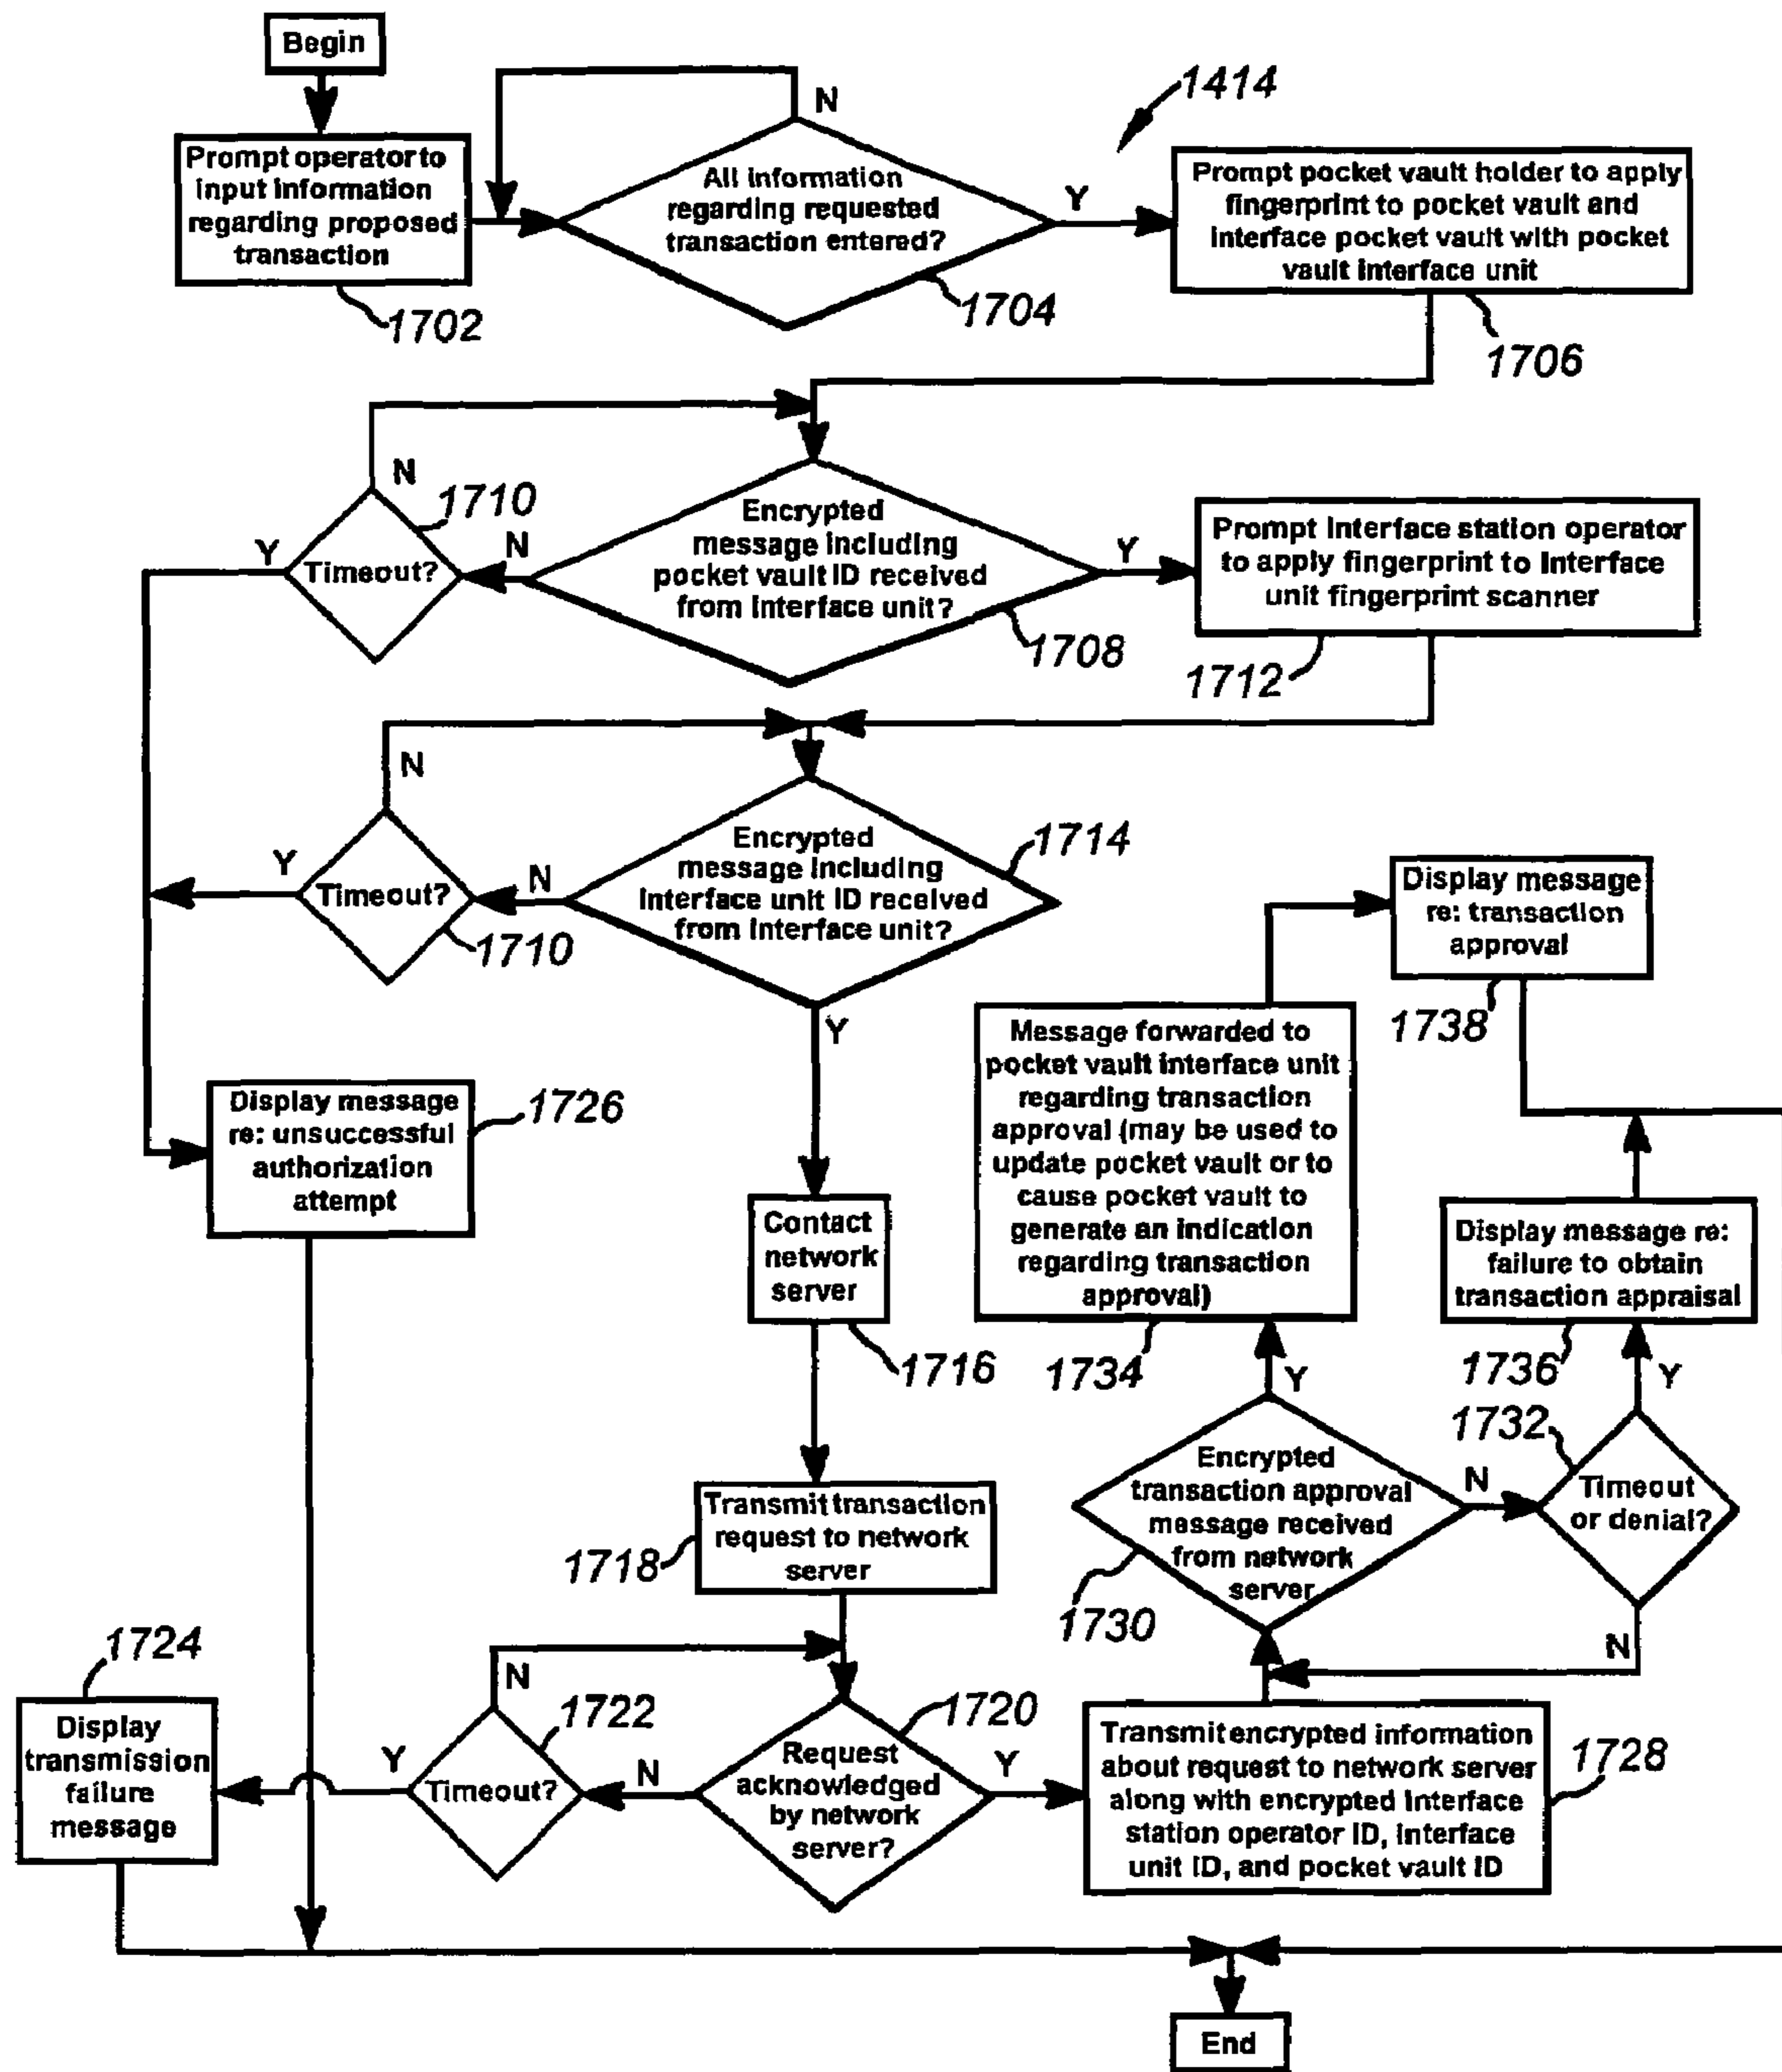 Begin
N
1414
Prompt operator to
input information
regarding proposed
transaction
1702
All information
regarding requested
transaction entered?
1704
Y
Prompt pocket vault holder to apply
fingerprint to pocket vault and
interface pocket vault with pocket
vault interface unit
1706
N
1710
Y
Timeout?
N
Encrypted
message including
pocket vault ID received
from interface unit?
1708
Y
Prompt interface station operator
to apply fingerprint to interface
unit fingerprint scanner
1712
N
Y
Timeout?
1710
N
Encrypted
message including
interface unit ID received
from interface unit?
1714
Y
Display message
re: transaction
approval
1738
Message forwarded to
pocket vault interface unit
regarding transaction
approval (may be used to
update pocket vault or to
cause pocket vault to
generate an indication
regarding transaction
approval)
1734
Display message
re: unsuccessful
authorization
attempt
1726
Contact
network
server
1716
Display message re:
failure to obtain
transaction appraisal
1736
Y
Y
1732
Transmit transaction
request to network
server
1718
Encrypted
transaction approval
message received
from network
server
1730
N
Timeout
or denial?
N
1724
Display
transmission
failure
message
N
1722
Y
Timeout?
N
1720
Request
acknowledged
by network
server?
Y
Transmit encrypted information
about request to network server
along with encrypted interface
station operator ID, interface
unit ID, and pocket vault ID
1728
End